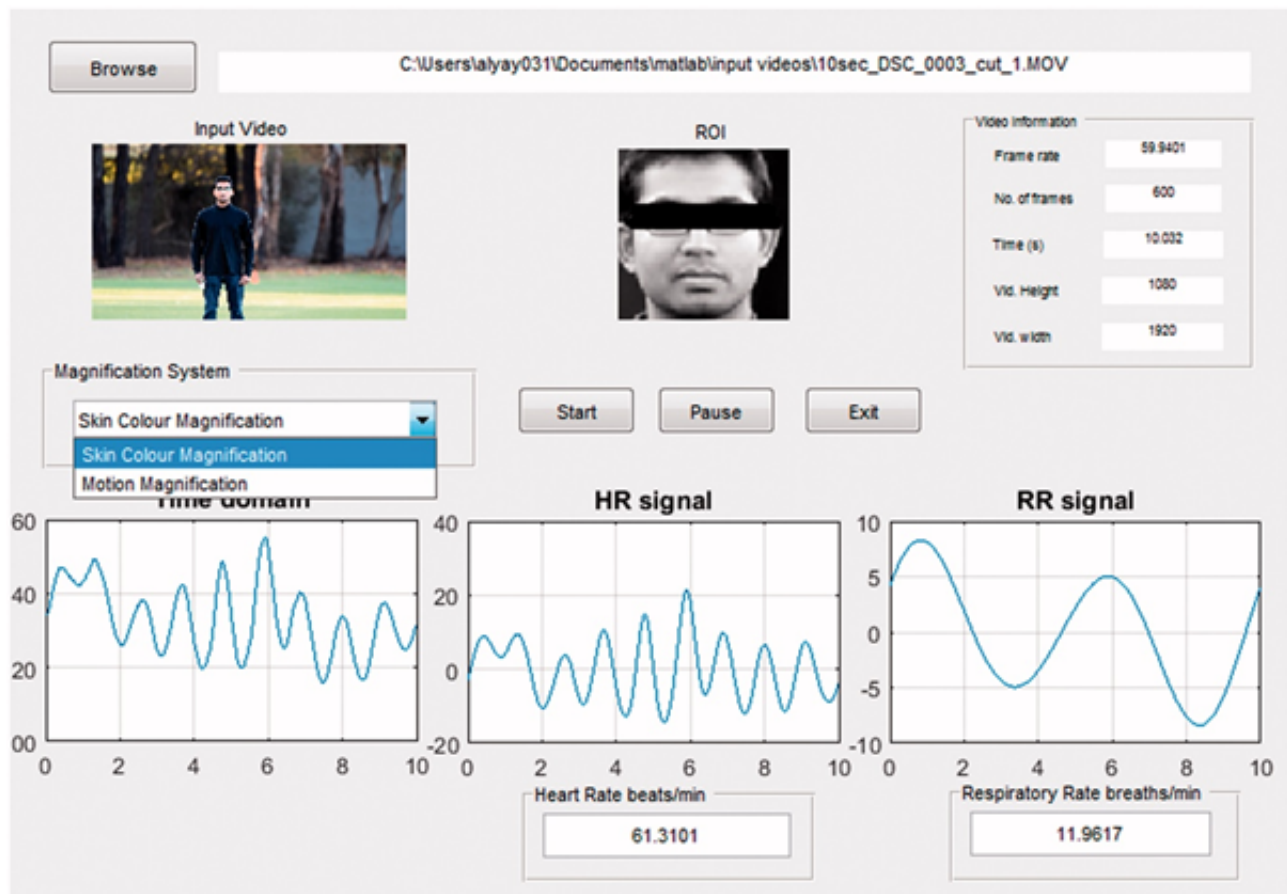 Browse
C:\Users\alyay031\Documents\matlab\input videos\10sec_DSC_0003_cut_1.MOV
Input Video
ROI
Video Information
Frame rate 59.9401
No. of frames 600
Time (s) 10.032
Vid. Height 1080
Vid. width 1920
Magnification System
Skin Colour Magnification
Skin Colour Magnification
Motion Magnification
Start
Pause
Exit
Time domain
60
40
20
00
0 2 4 6 8 10
HR signal
40
20
0
-20
0 2 4 6 8 10
RR signal
10
5
0
-5
-10
0 2 4 6 8 10
Heart Rate beats/min
61.3101
Respiratory Rate breaths/min
11.9617